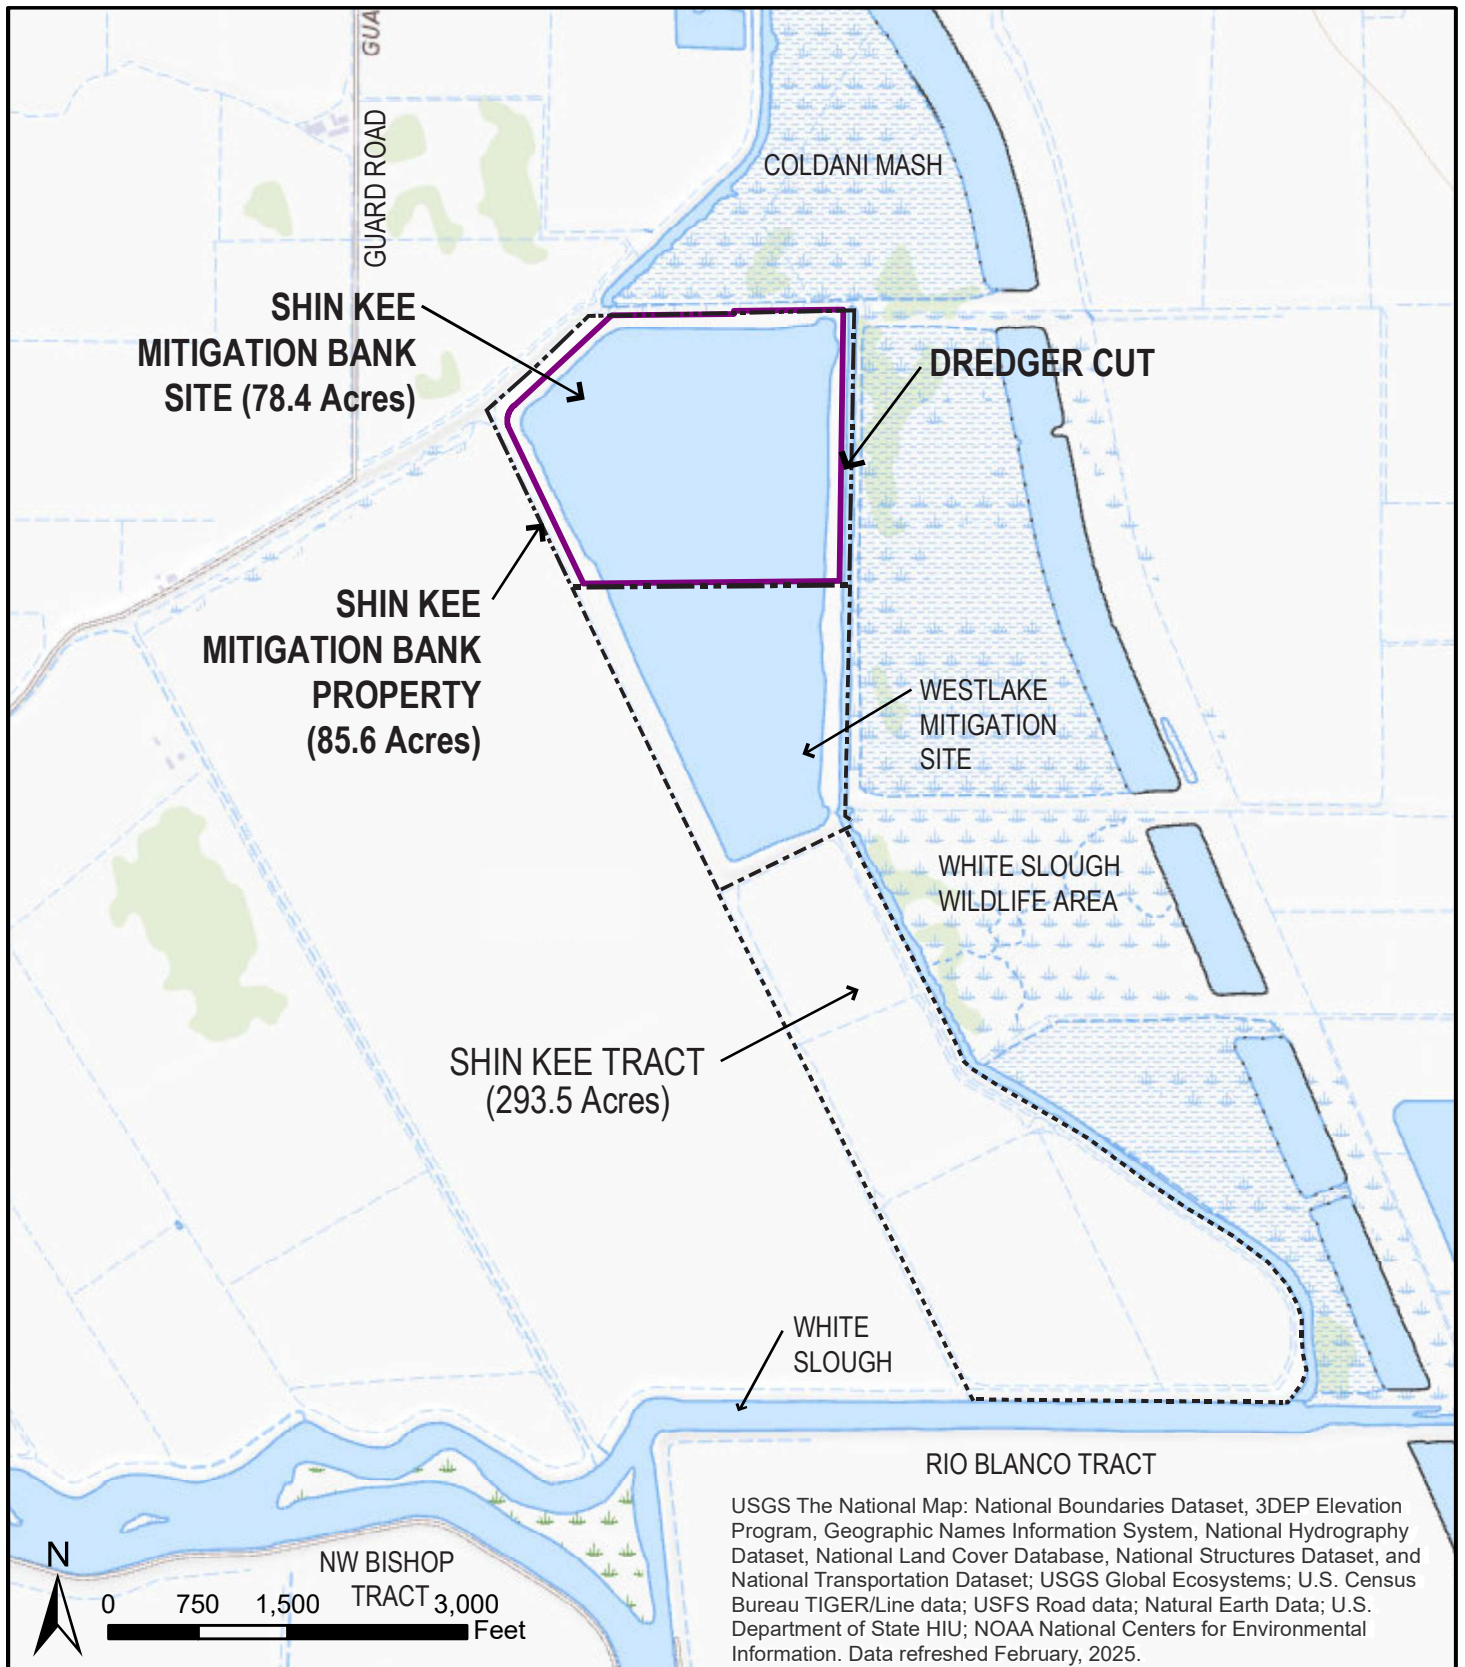 GUA
GUARD ROAD
COLDANI MASH
SHIN KEE
MITIGATION BANK
SITE (78.4 Acres)
DREDGER CUT
SHIN KEE
MITIGATION BANK
PROPERTY
(85.6 Acres)
WESTLAKE
MITIGATION
SITE
WHITE SLOUGH
WILDLIFE AREA
SHIN KEE TRACT
(293.5 Acres)
WHITE
SLOUGH
RIO BLANCO TRACT
USGS The National Map: National Boundaries Dataset, 3DEP Elevation
Program, Geographic Names Information System, National Hydrography
Dataset, National Land Cover Database, National Structures Dataset, and
National Transportation Dataset; USGS Global Ecosystems; U.S. Census
Bureau TIGER/Line data; USFS Road data; Natural Earth Data; U.S.
Department of State HIU; NOAA National Centers for Environmental
Information. Data refreshed February, 2025.
N
NW BISHOP
TRACT
0 750 1,500 3,000
Feet